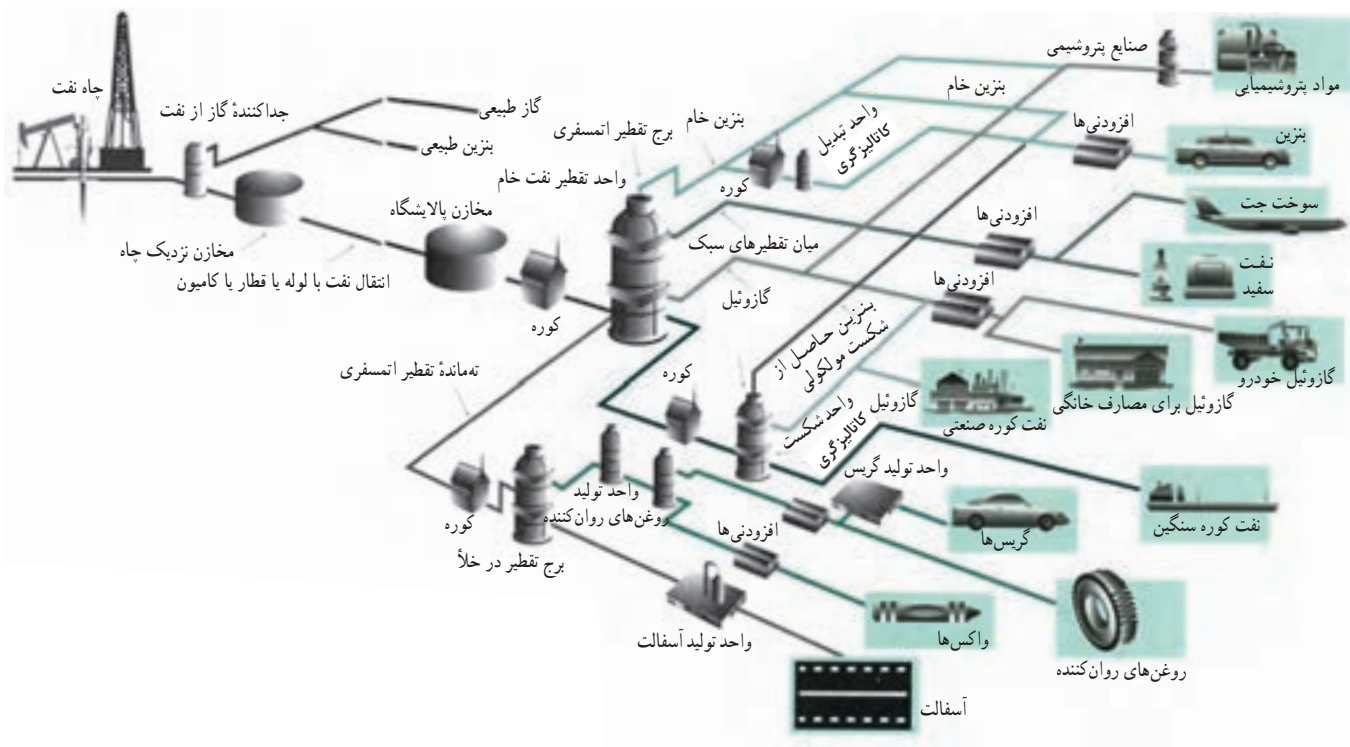 چاه نفت
جداکنندهٔ گاز از نفت
گاز طبیعی
بنزین طبیعی
مخازن نزدیک چاه
انتقال نفت با لوله یا قطار یا کامیون
مخازن پالایشگاه
کوره
واحد تقطیر نفت خام
برج تقطیر اتمسفری
بنزین خام
کوره
واحد تبدیل
کاتالیزگری
بنزین خام
صنایع پتروشیمی
مواد پتروشیمیایی
افزودنی‌ها
بنزین
میان تقطیرهای سبک
افزودنی‌ها
سوخت جت
نفت
سفید
گازوئیل
افزودنی‌ها
گازوئیل خودرو
گازوئیل برای مصارف خانگی
بنزین حاصل از
شکست مولکولی
گازوئیل
نفت کوره صنعتی
کوره
واحد شکست
کاتالیزگری
نفت کوره سنگین
ته‌ماندهٔ تقطیر اتمسفری
کوره
برج تقطیر در خلأ
واحد تولید
روغن‌های روان‌کننده
واحد تولید گریس
گریس‌ها
افزودنی‌ها
روغن‌های روان‌کننده
واکس‌ها
واحد تولید آسفالت
آسفالت